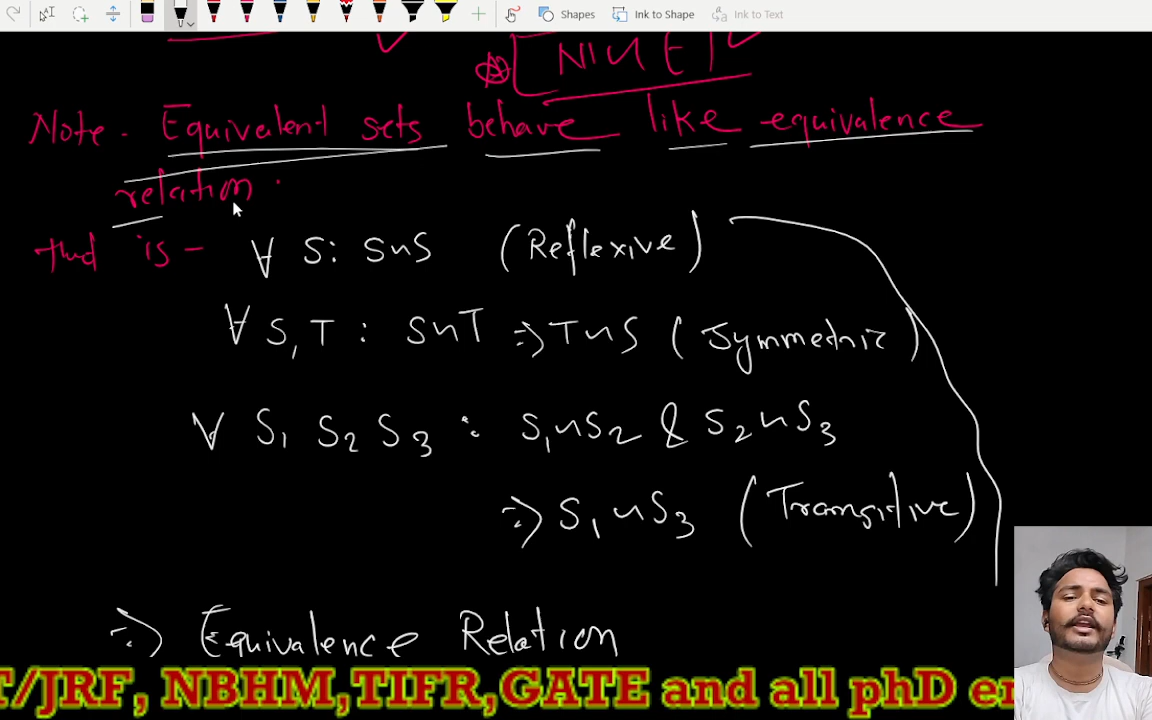 Shapes Ink to Shape Ink to Text
N ~ E
Note. Equivalent sets behave like equivalence
relation.
that is - ∀ S: S~S (Reflexive)
∀ S, T : S~T ⇒ T~S (Symmetric)
∀ S1 S2 S3 : S1~S2 & S2~S3
⇒ S1~S3 (Transitive)
⇒ Equivalence Relation
T/JRF, NBHM,TIFR,GATE and all phD en